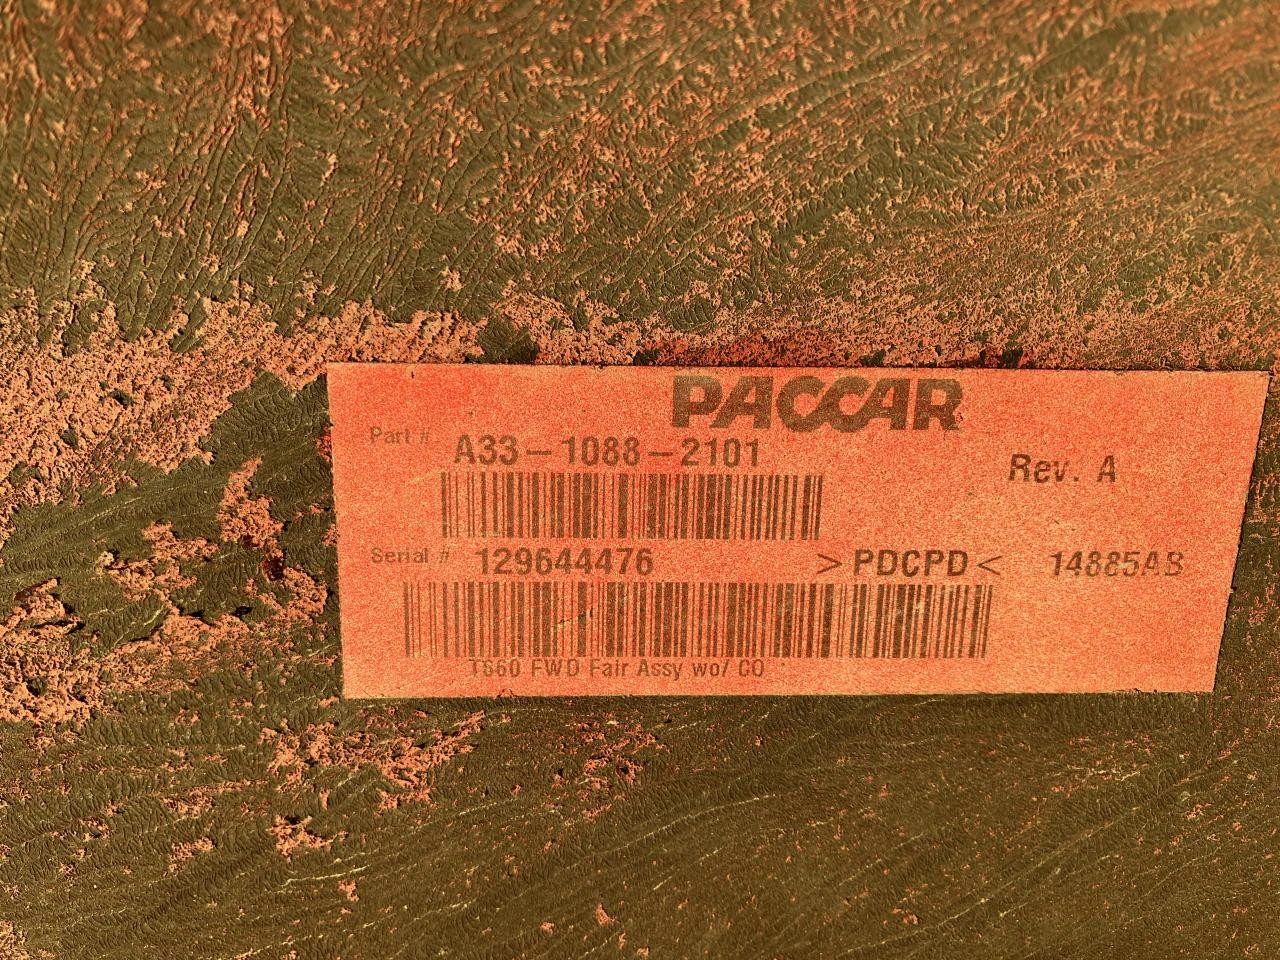 PACCAR
Part # A33-1088-2101
Rev. A
Serial # 129644476 >PDCPD< 14885AB
T660 FWD Fair Assy wo/ CO